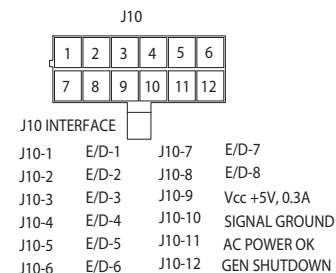 J10
1 2 3 4 5 6
7 8 9 10 11 12
J10 INTERFACE
J10-1 E/D-1 J10-7 E/D-7
J10-2 E/D-2 J10-8 E/D-8
J10-3 E/D-3 J10-9 Vcc +5V, 0.3A
J10-4 E/D-4 J10-10 SIGNAL GROUND
J10-5 E/D-5 J10-11 AC POWER OK
J10-6 E/D-6 J10-12 GEN SHUTDOWN